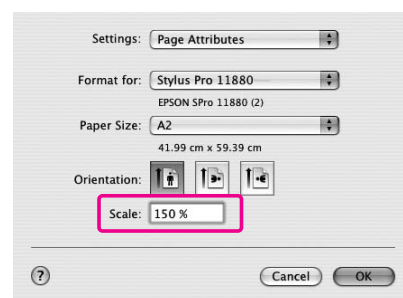 Settings: Page Attributes
Format for: Stylus Pro 11880
EPSON SPro 11880 (2)
Paper Size: A2
41.99 cm x 59.39 cm
Orientation:
Scale: 150 %
? Cancel OK